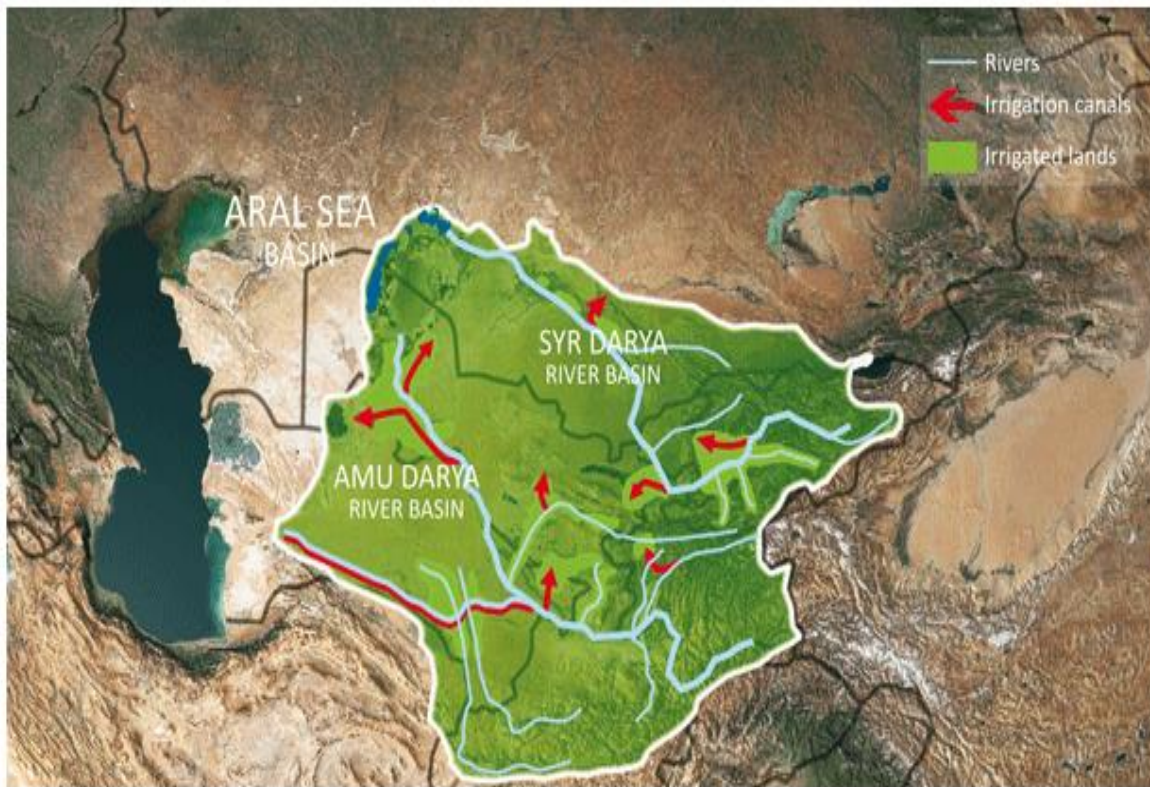 Rivers
Irrigation canals
Irrigated lands
ARAL SEA
BASIN
SYR DARYA
RIVER BASIN
AMU DARYA
RIVER BASIN